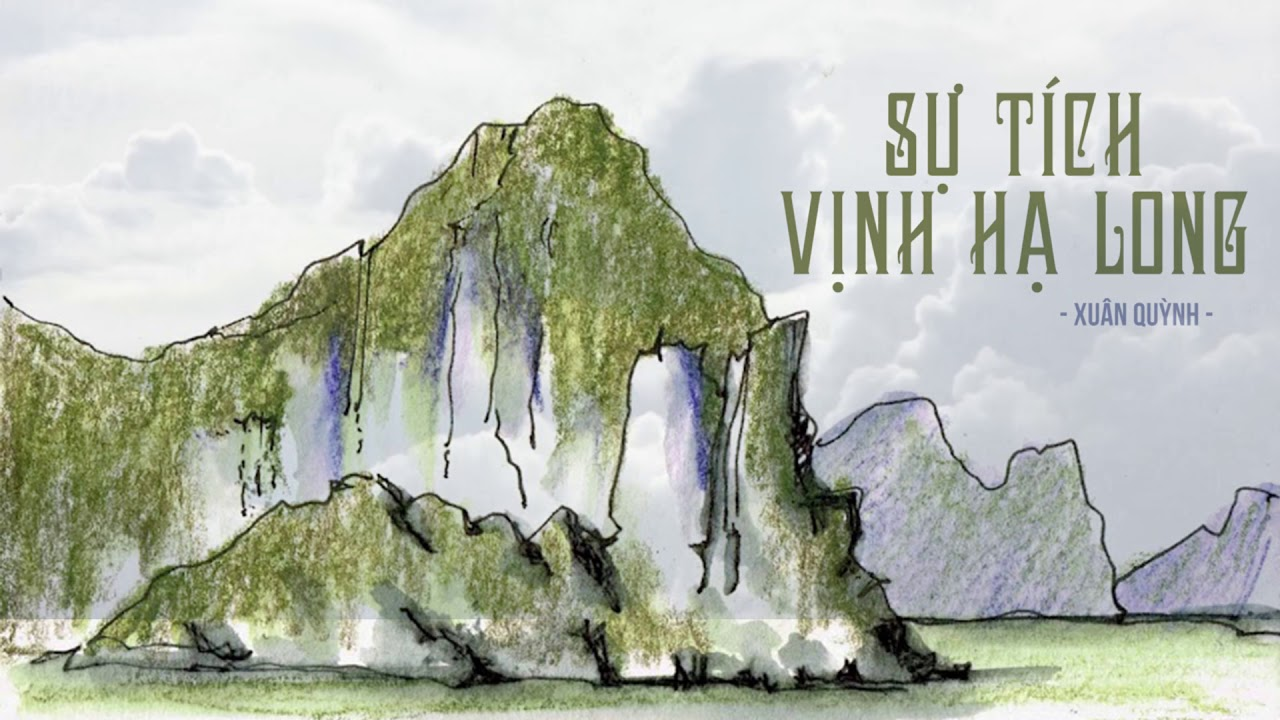 SỰ TÍCH
VỊNH HẠ LONG
- XUÂN QUỲNH -